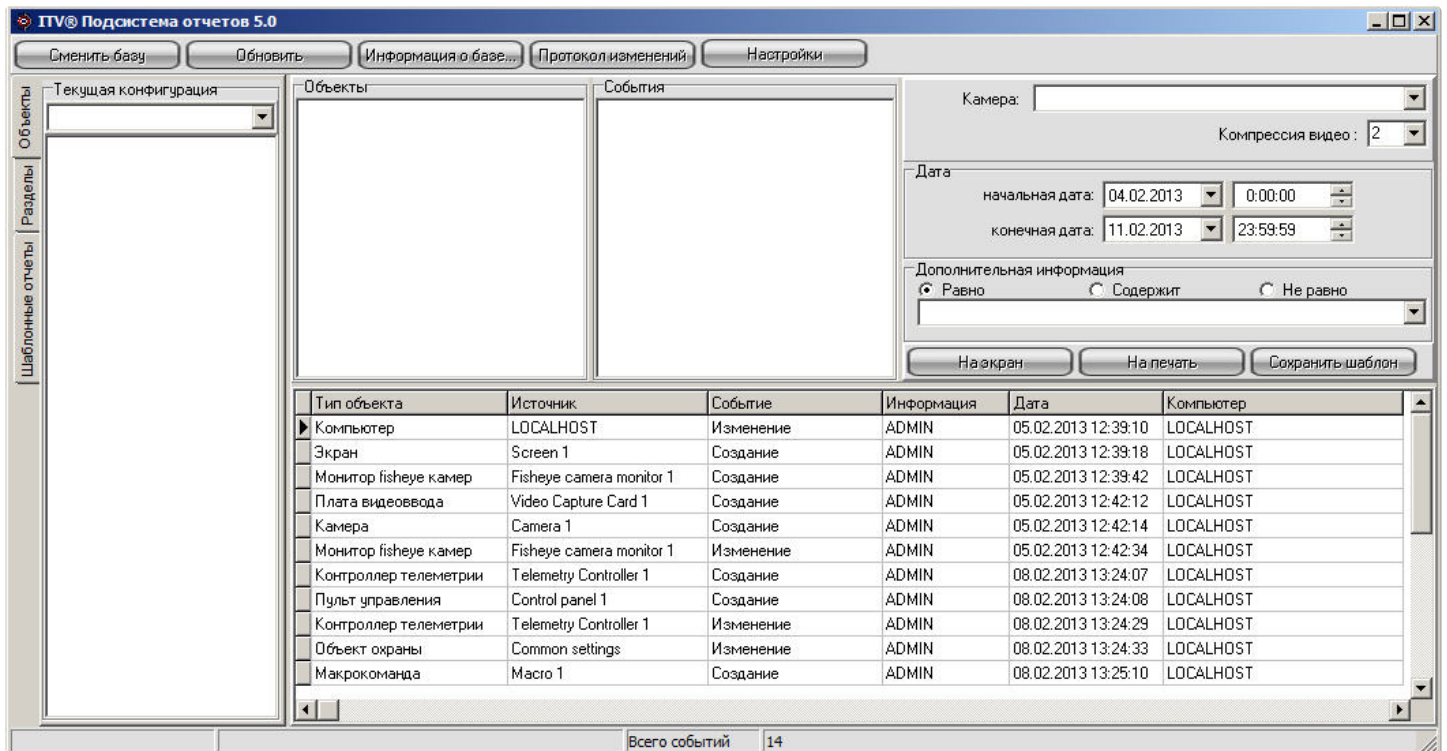 ITV® Подсистема отчетов 5.0
Сменить базу Обновить Информация о базе... Протокол изменений Настройки
Объекты
Разделы
Шаблонные отчеты
Текущая конфигурация
Объекты
События
Камера:
Компрессия видео : 2
Дата
начальная дата: 04.02.2013 0:00:00
конечная дата: 11.02.2013 23:59:59
Дополнительная информация
Равно Содержит Не равно
На экран На печать Сохранить шаблон
Тип объекта Источник Событие Информация Дата Компьютер
Компьютер LOCALHOST Изменение ADMIN 05.02.2013 12:39:10 LOCALHOST
Экран Screen 1 Создание ADMIN 05.02.2013 12:39:18 LOCALHOST
Монитор fisheye камер Fisheye camera monitor 1 Создание ADMIN 05.02.2013 12:39:42 LOCALHOST
Плата видеоввода Video Capture Card 1 Создание ADMIN 05.02.2013 12:42:12 LOCALHOST
Камера Camera 1 Создание ADMIN 05.02.2013 12:42:14 LOCALHOST
Монитор fisheye камер Fisheye camera monitor 1 Изменение ADMIN 05.02.2013 12:42:34 LOCALHOST
Контроллер телеметрии Telemetry Controller 1 Создание ADMIN 08.02.2013 13:24:07 LOCALHOST
Пульт управления Control panel 1 Создание ADMIN 08.02.2013 13:24:08 LOCALHOST
Контроллер телеметрии Telemetry Controller 1 Изменение ADMIN 08.02.2013 13:24:29 LOCALHOST
Объект охраны Common settings Изменение ADMIN 08.02.2013 13:24:33 LOCALHOST
Макрокоманда Macro 1 Создание ADMIN 08.02.2013 13:25:10 LOCALHOST
Всего событий 14